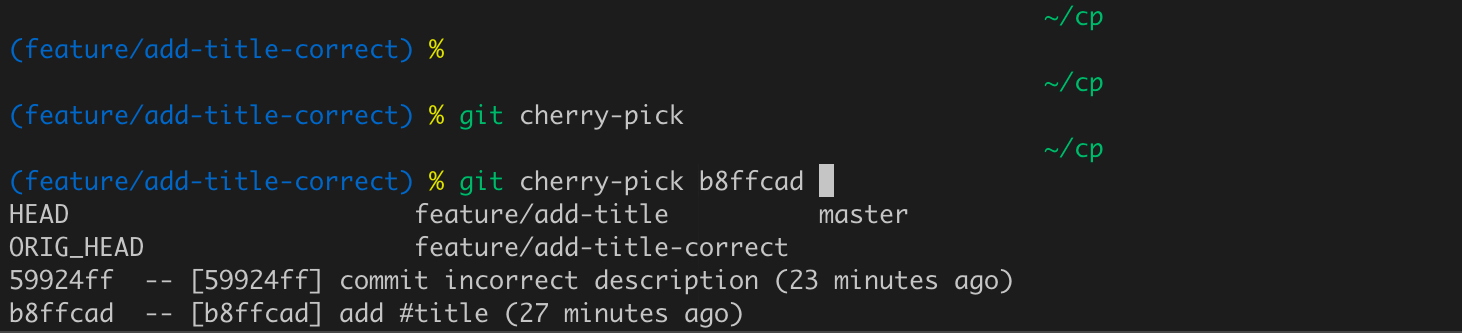 ~/cp
(feature/add-title-correct) %
~/cp
(feature/add-title-correct) % git cherry-pick
~/cp
(feature/add-title-correct) % git cherry-pick b8ffcad
HEAD feature/add-title master
ORIG_HEAD feature/add-title-correct
59924ff -- [59924ff] commit incorrect description (23 minutes ago)
b8ffcad -- [b8ffcad] add #title (27 minutes ago)